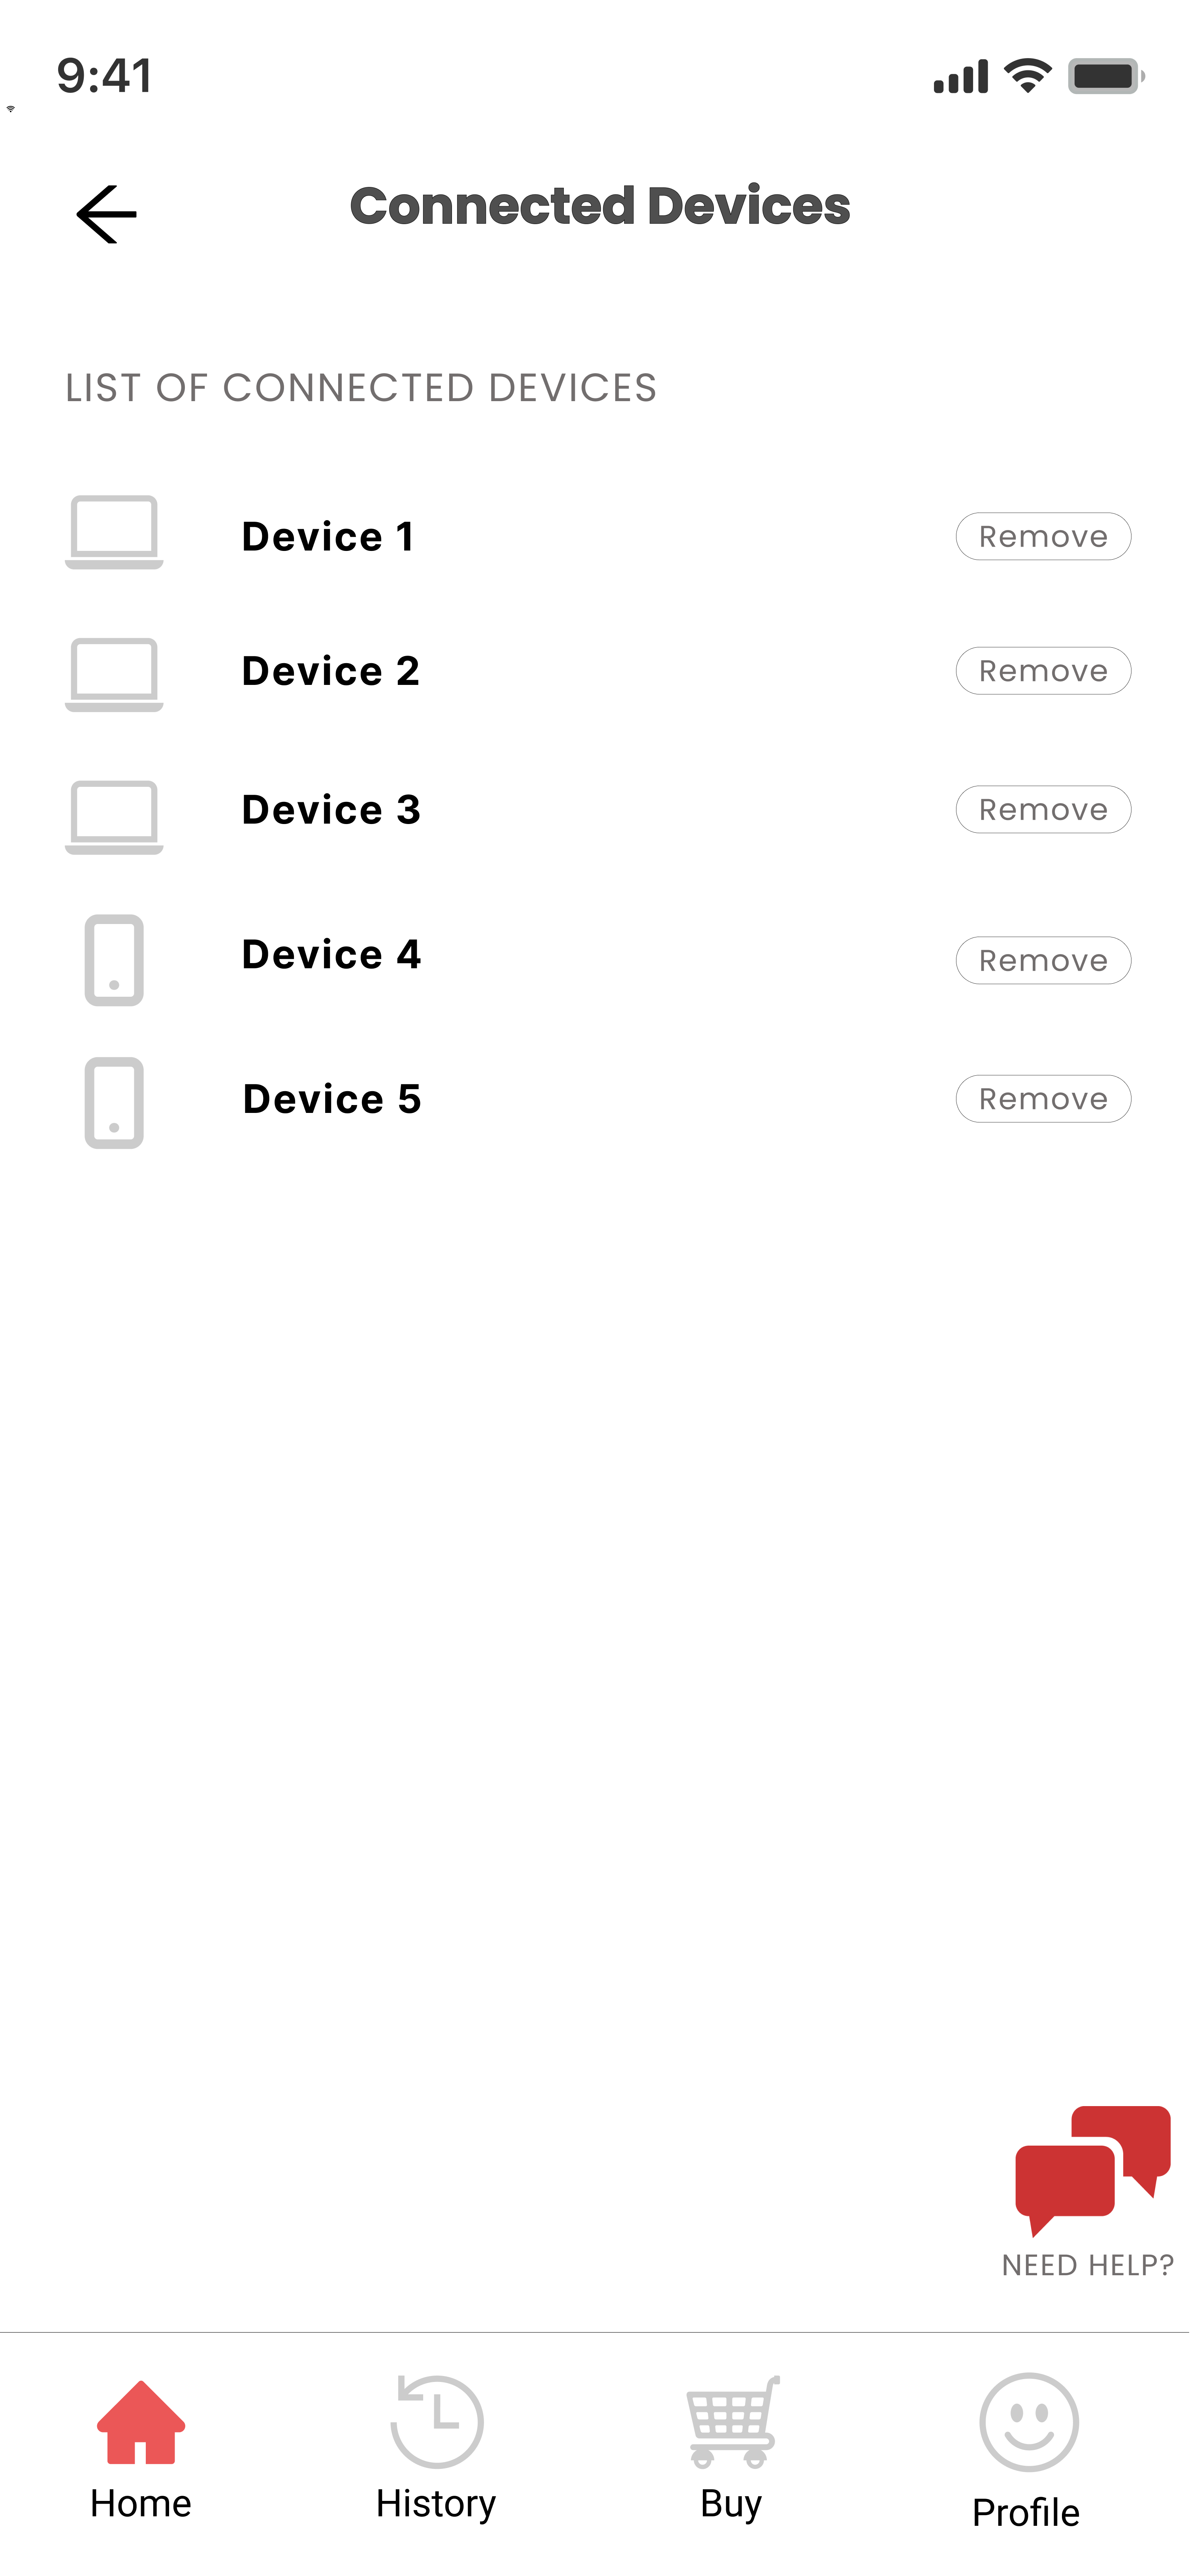 9:41
Connected Devices
LIST OF CONNECTED DEVICES
Device 1
Remove
Device 2
Remove
Device 3
Remove
Device 4
Remove
Device 5
Remove
NEED HELP?
Home
History
Buy
Profile